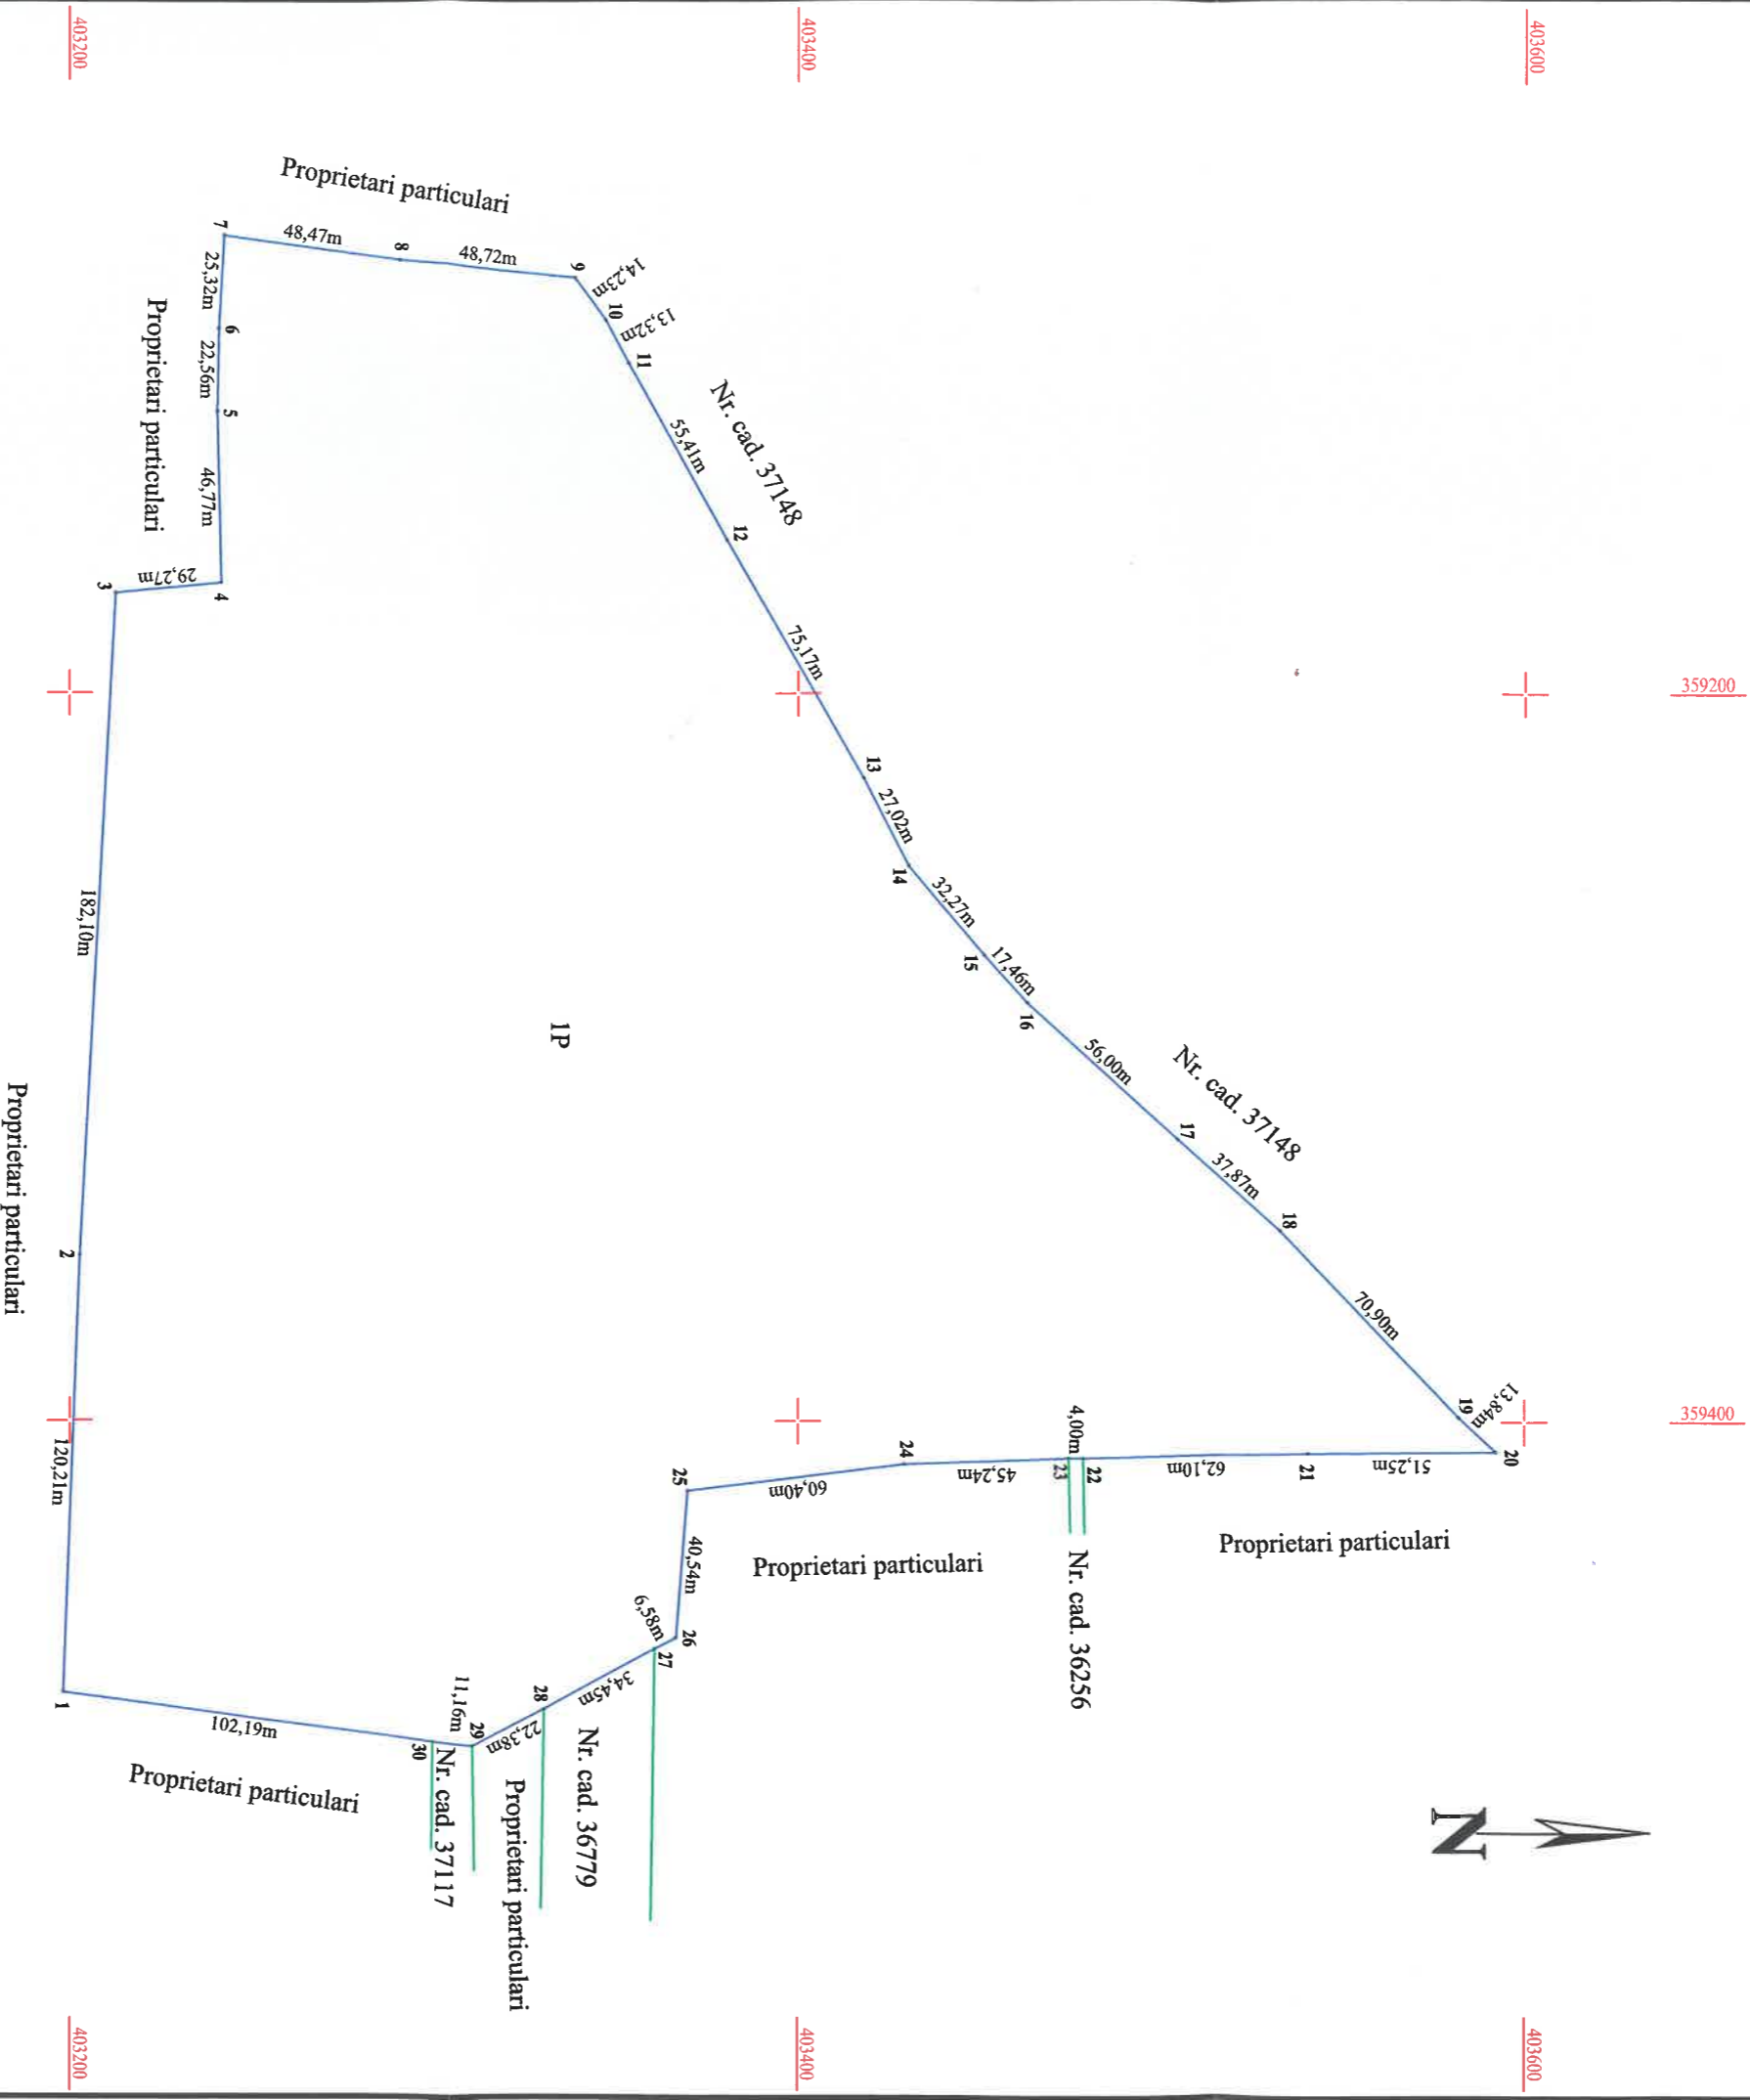 403200
403400
403600
359200
359400
Proprietari particulari
7
48,47m
8
48,72m
9
14,23m
10
13,32m
11
55,41m
Nr. cad. 37148
12
75,17m
13
27,02m
14
32,27m
15
17,46m
16
56,00m
Nr. cad. 37148
17
37,87m
18
70,90m
19
13,84m
20
51,25m
21
62,10m
Proprietari particulari
22
4,00m
23
Nr. cad. 36256
45,24m
24
60,40m
Proprietari particulari
25
40,54m
26
6,58m
27
34,45m
Nr. cad. 36779
28
22,38m
Proprietari particulari
29
11,16m
Nr. cad. 37117
30
102,19m
Proprietari particulari
1
120,21m
2
182,10m
Proprietari particulari
3
29,27m
4
46,77m
5
22,56m
6
25,32m
Proprietari particulari
1P
N
403200
403400
403600